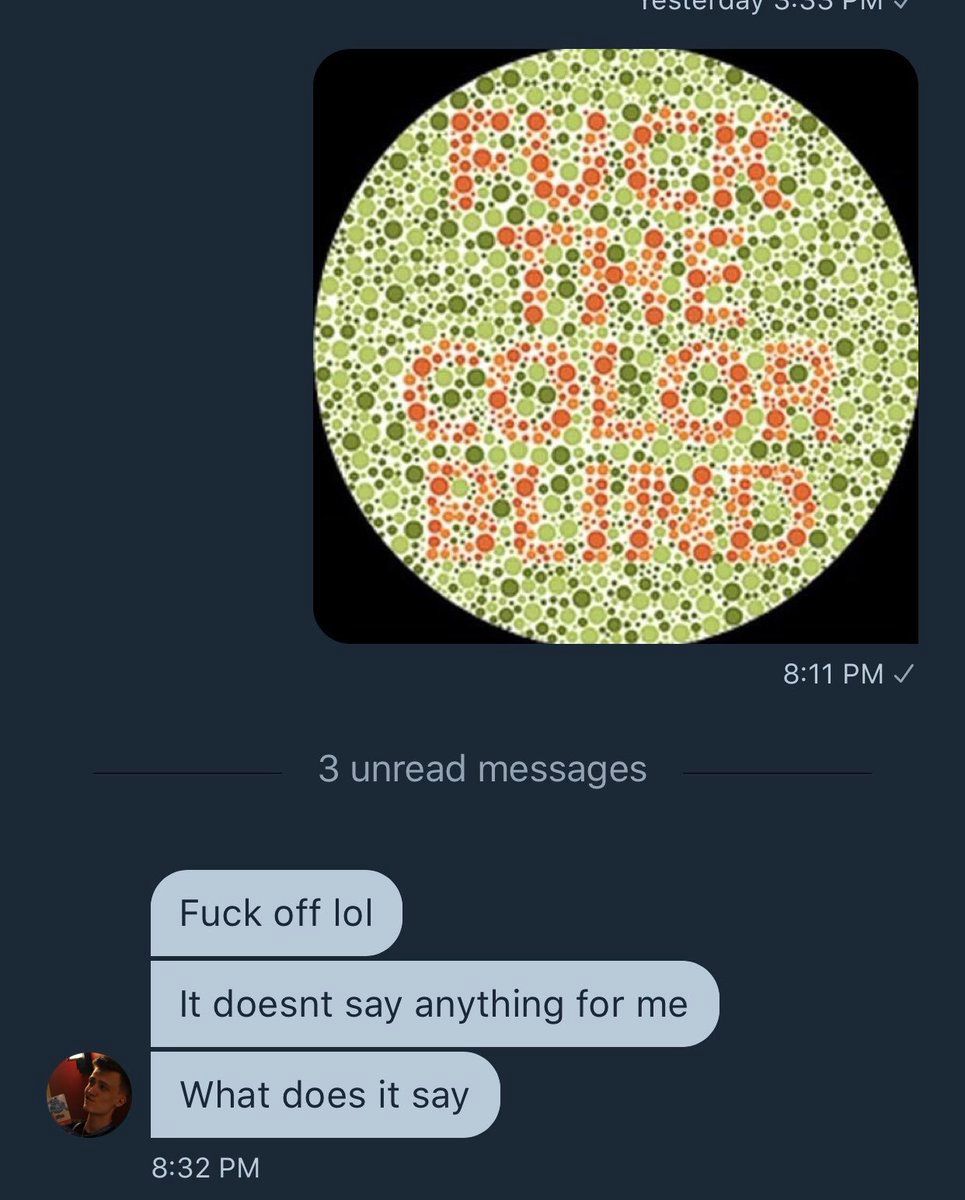 Yesterday 3:33 PM ✓
FUCK
THE
COLOR
BLIND
8:11 PM ✓
3 unread messages
Fuck off lol
It doesnt say anything for me
What does it say
8:32 PM